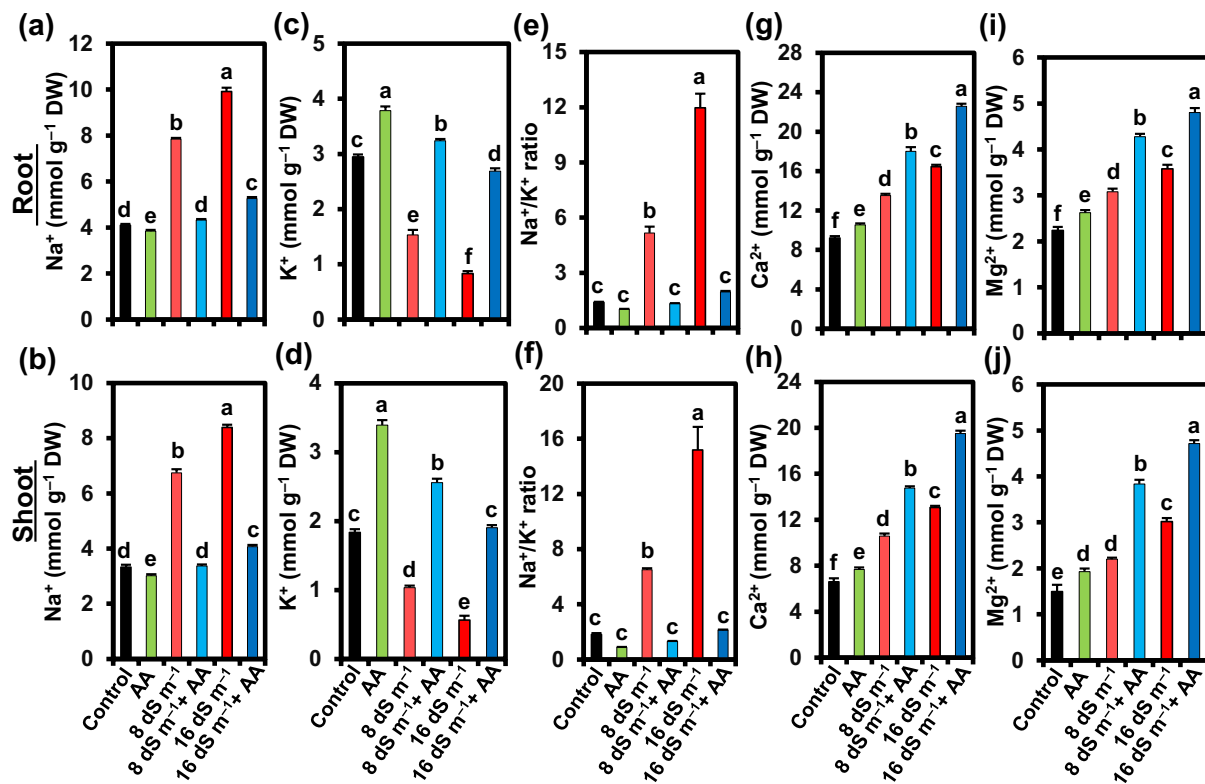 (a)
Root
Na⁺ (mmol g⁻¹ DW)
12
10
8
6
4
2
0
d
e
b
d
a
c
(c)
K⁺ (mmol g⁻¹ DW)
5
4
3
2
1
0
c
a
e
b
f
d
(e)
Na⁺/K⁺ ratio
15
12
9
6
3
0
c
c
b
c
a
c
(g)
Ca²⁺ (mmol g⁻¹ DW)
28
24
20
16
12
8
4
0
f
e
d
b
c
a
(i)
Mg²⁺ (mmol g⁻¹ DW)
6
5
4
3
2
1
0
f
e
d
b
c
a
(b)
Shoot
Na⁺ (mmol g⁻¹ DW)
10
8
6
4
2
0
d
e
b
d
a
c
Control
AA
8 dS m⁻¹
8 dS m⁻¹+ AA
16 dS m⁻¹
16 dS m⁻¹+ AA
(d)
K⁺ (mmol g⁻¹ DW)
4
3
2
1
0
c
a
d
b
e
c
Control
AA
8 dS m⁻¹
8 dS m⁻¹+ AA
16 dS m⁻¹
16 dS m⁻¹+ AA
(f)
Na⁺/K⁺ ratio
20
16
12
8
4
0
c
c
b
c
a
c
Control
AA
8 dS m⁻¹
8 dS m⁻¹+ AA
16 dS m⁻¹
16 dS m⁻¹+ AA
(h)
Ca²⁺ (mmol g⁻¹ DW)
24
20
16
12
8
4
0
f
e
d
b
c
a
Control
AA
8 dS m⁻¹
8 dS m⁻¹+ AA
16 dS m⁻¹
16 dS m⁻¹+ AA
(j)
Mg²⁺ (mmol g⁻¹ DW)
6
5
4
3
2
1
0
e
d
d
b
c
a
Control
AA
8 dS m⁻¹
8 dS m⁻¹+ AA
16 dS m⁻¹
16 dS m⁻¹+ AA